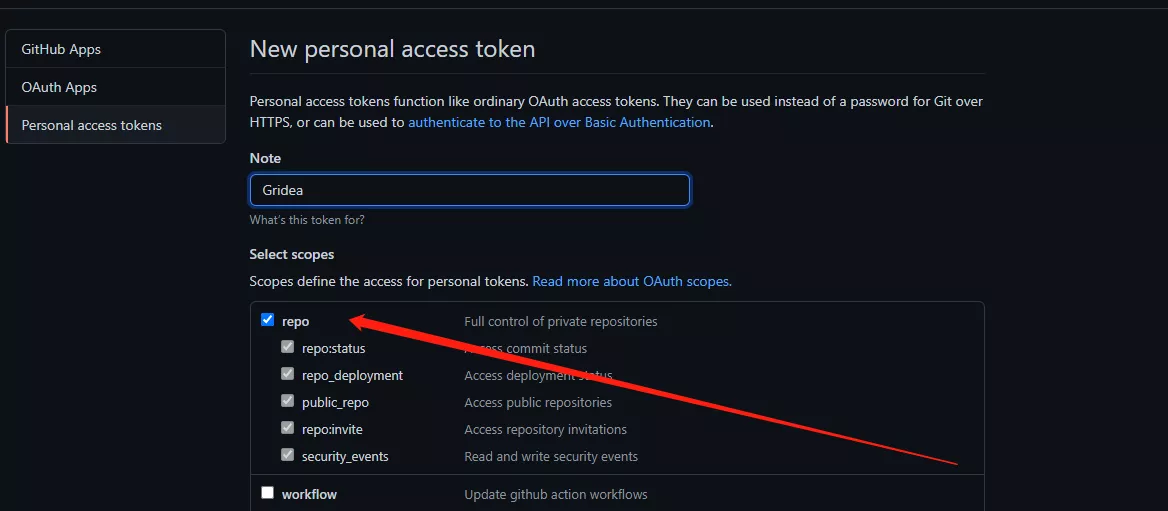 GitHub Apps
OAuth Apps
Personal access tokens
New personal access token
Personal access tokens function like ordinary OAuth access tokens. They can be used instead of a password for Git over
HTTPS, or can be used to authenticate to the API over Basic Authentication.
Note
Gridea
What's this token for?
Select scopes
Scopes define the access for personal tokens. Read more about OAuth scopes.
repo Full control of private repositories
repo:status Access commit status
repo_deployment Access deployment status
public_repo Access public repositories
repo:invite Access repository invitations
security_events Read and write security events
workflow Update github action workflows